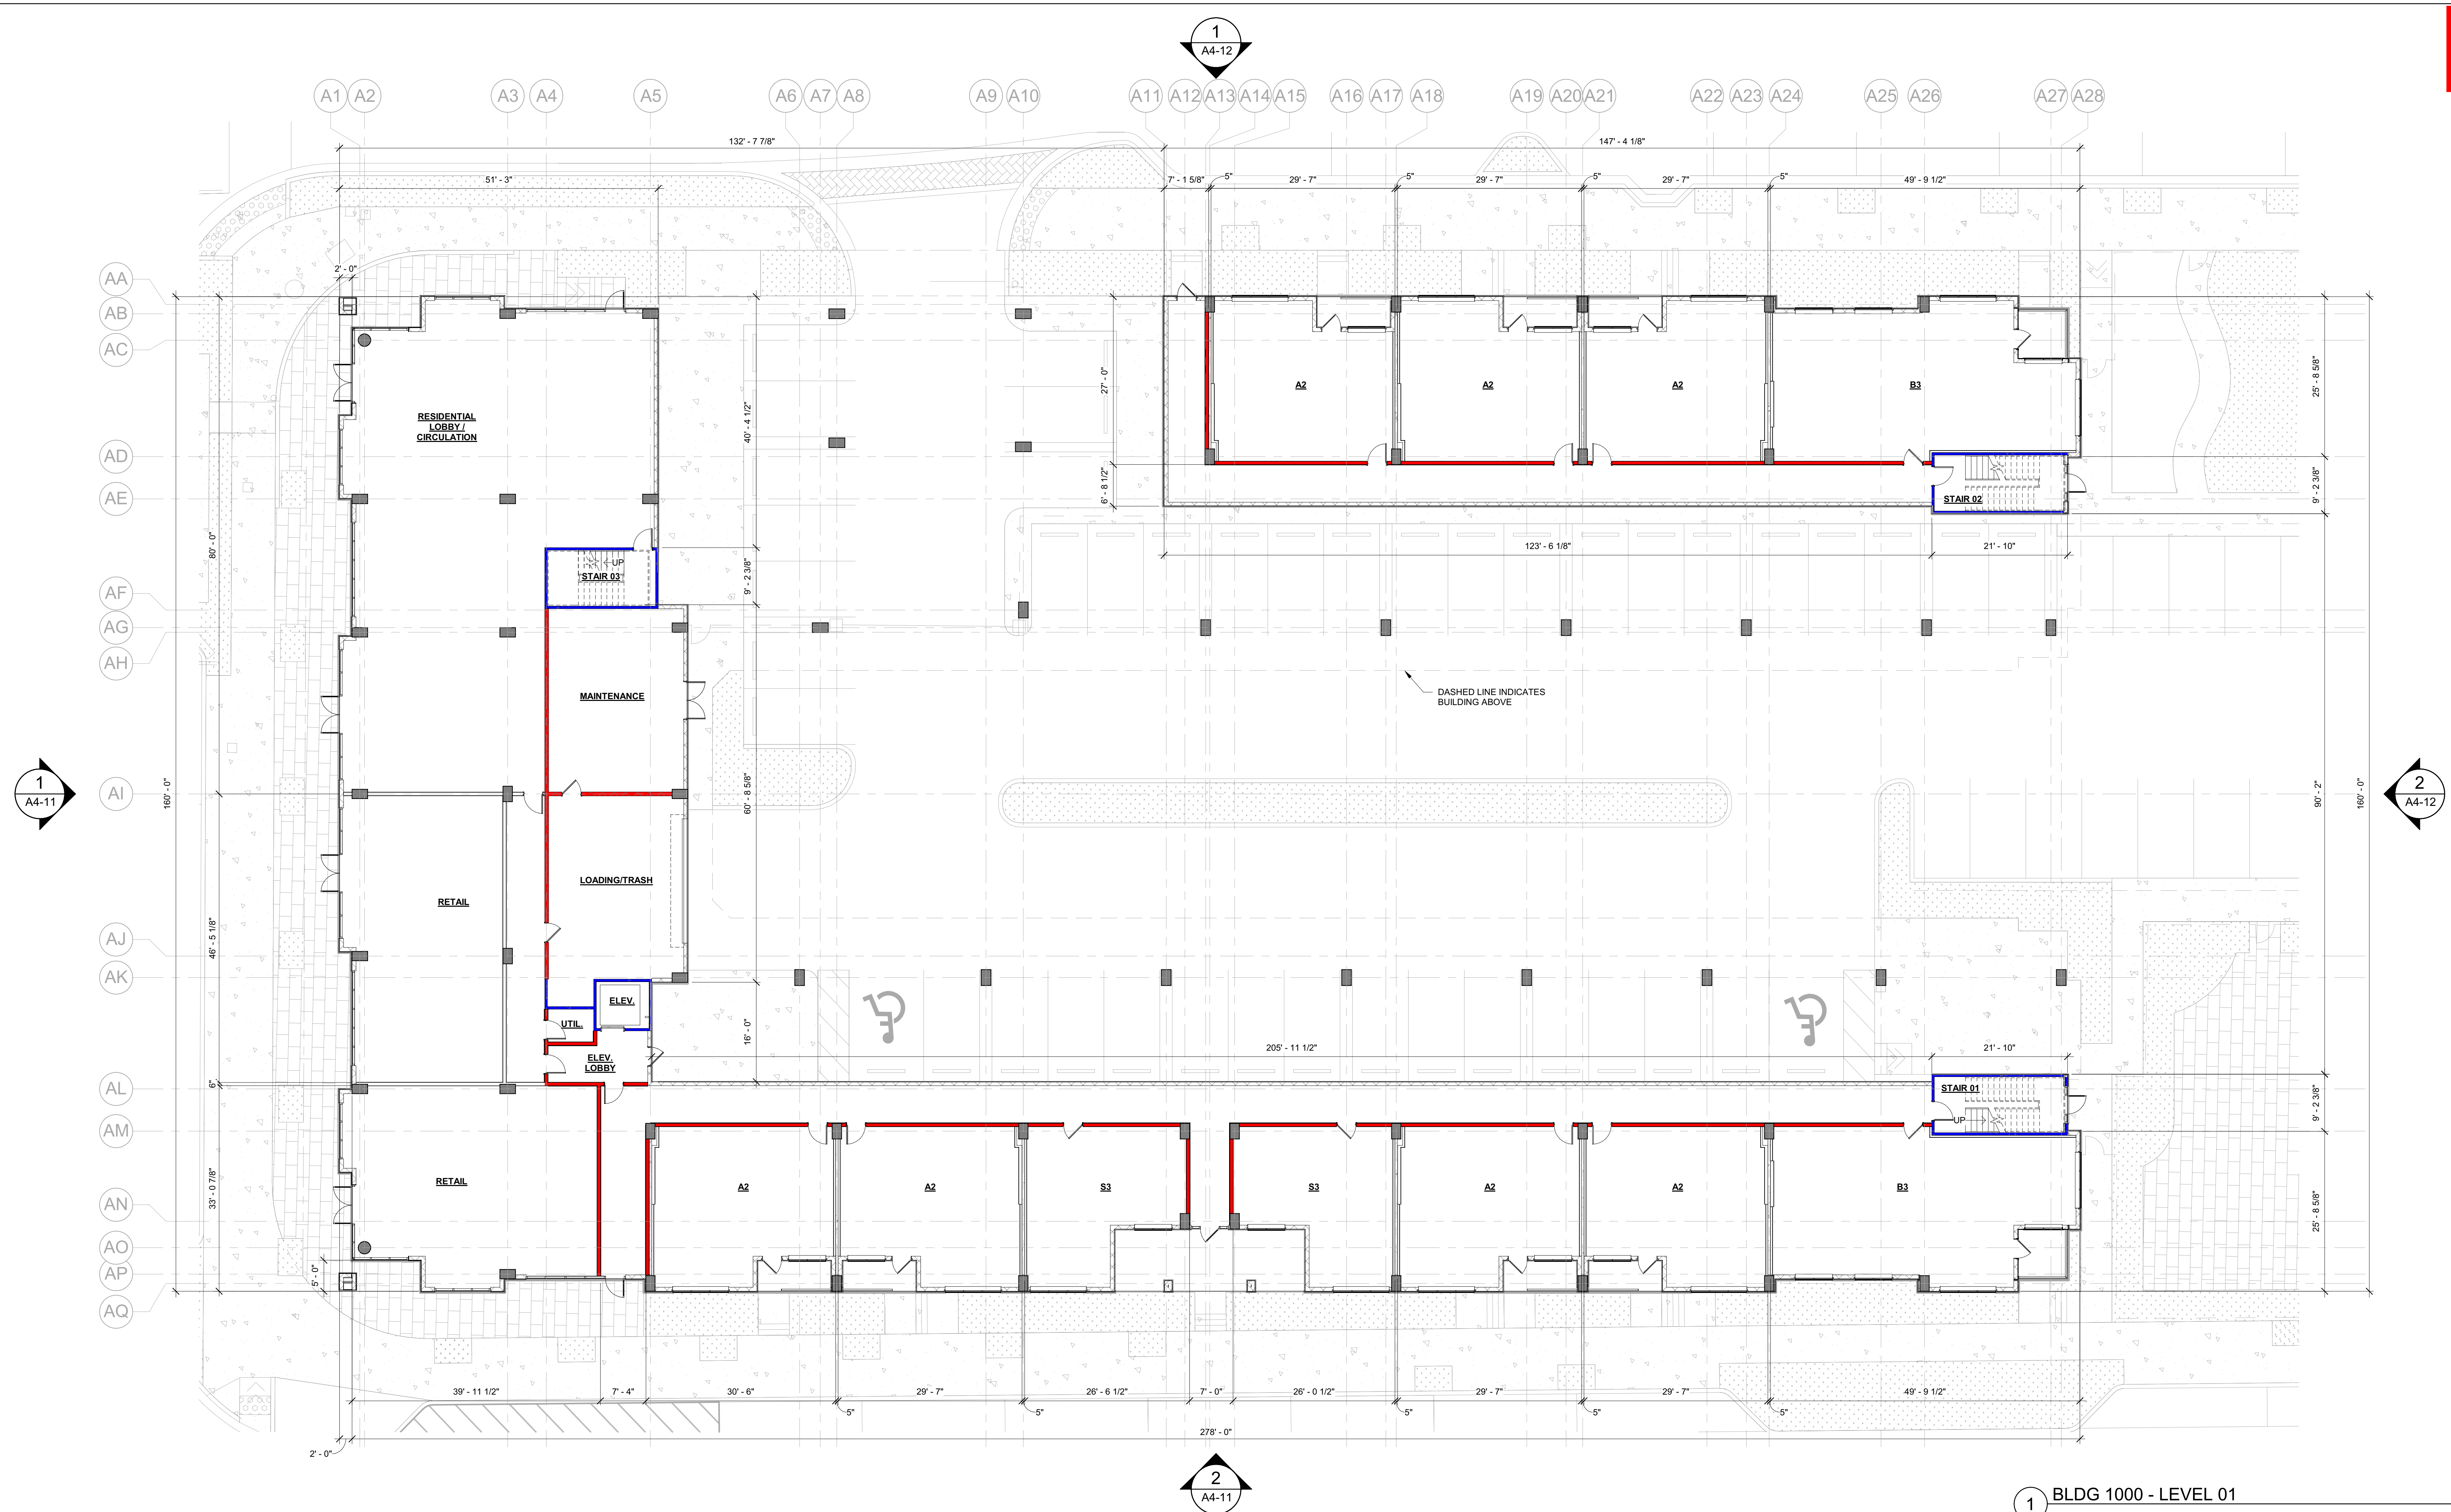 1
A4-12
A1 A2 A3 A4 A5 A6 A7 A8 A9 A10 A11 A12 A13 A14 A15 A16 A17 A18 A19 A20 A21 A22 A23 A24 A25 A26 A27 A28
132' - 7 7/8" 147' - 4 1/8"
51' - 3" 7' - 1 5/8" 5" 29' - 7" 5" 29' - 7" 5" 29' - 7" 5" 49' - 9 1/2"
2' - 0"
AA
AB
AC
AD
AE
AF
AG
AH
AI
AJ
AK
AL
AM
AN
AO
AP
AQ
160' - 0"
80' - 0"
46' - 5 1/8"
6"
33' - 0 7/8"
5' - 0"
RESIDENTIAL
LOBBY /
CIRCULATION
40' - 4 1/2"
9' - 2 3/8"
60' - 8 5/8"
16' - 0"
UP
STAIR 03
MAINTENANCE
LOADING/TRASH
RETAIL
ELEV.
UTIL.
ELEV.
LOBBY
RETAIL
27' - 0"
6' - 8 1/2"
A2
A2
A2
B3
STAIR 02
123' - 6 1/8" 21' - 10"
25' - 8 5/8"
9' - 2 3/8"
90' - 2"
160' - 0"
9' - 2 3/8"
25' - 8 5/8"
DASHED LINE INDICATES
BUILDING ABOVE
1
A4-11
2
A4-12
205' - 11 1/2" 21' - 10"
STAIR 01
UP
A2
A2
S3
S3
A2
A2
B3
39' - 11 1/2" 7' - 4" 30' - 6" 29' - 7" 26' - 6 1/2" 7' - 0" 26' - 0 1/2" 29' - 7" 29' - 7" 49' - 9 1/2"
5" 5" 5" 5" 5"
278' - 0"
2' - 0"
2
A4-11
1 BLDG 1000 - LEVEL 01